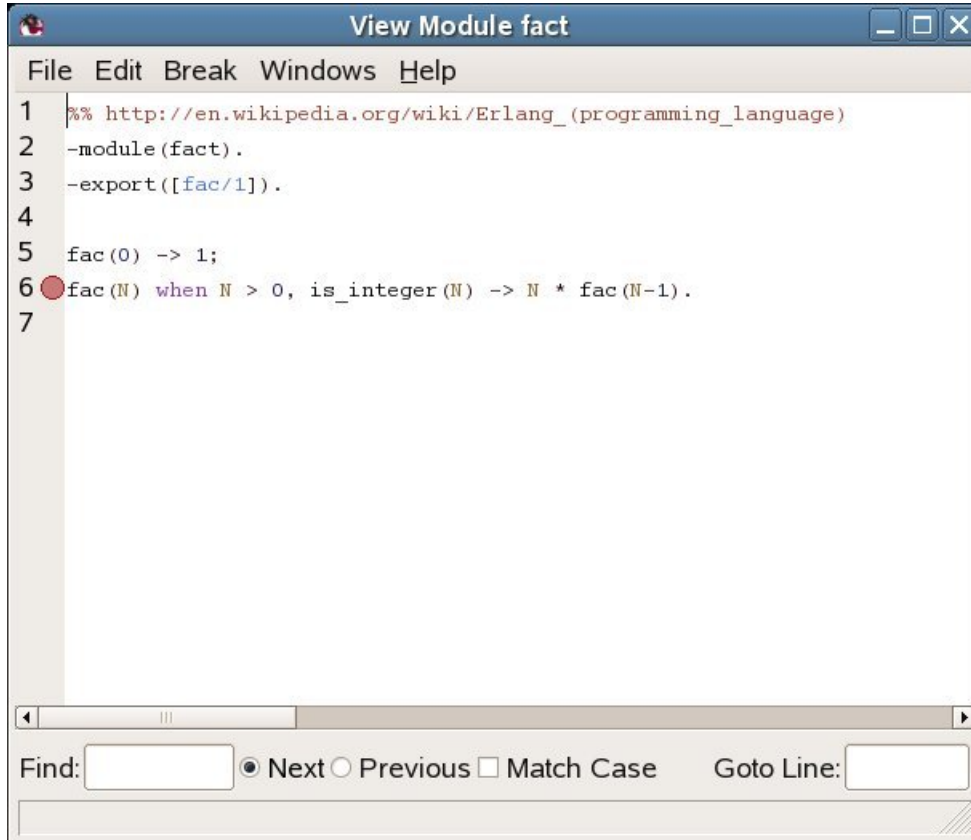 View Module fact
File Edit Break Windows Help
1 %% http://en.wikipedia.org/wiki/Erlang_(programming_language)
2 -module(fact).
3 -export([fac/1]).
4
5 fac(0) -> 1;
6 fac(N) when N > 0, is_integer(N) -> N * fac(N-1).
7
Find: Next Previous Match Case Goto Line: